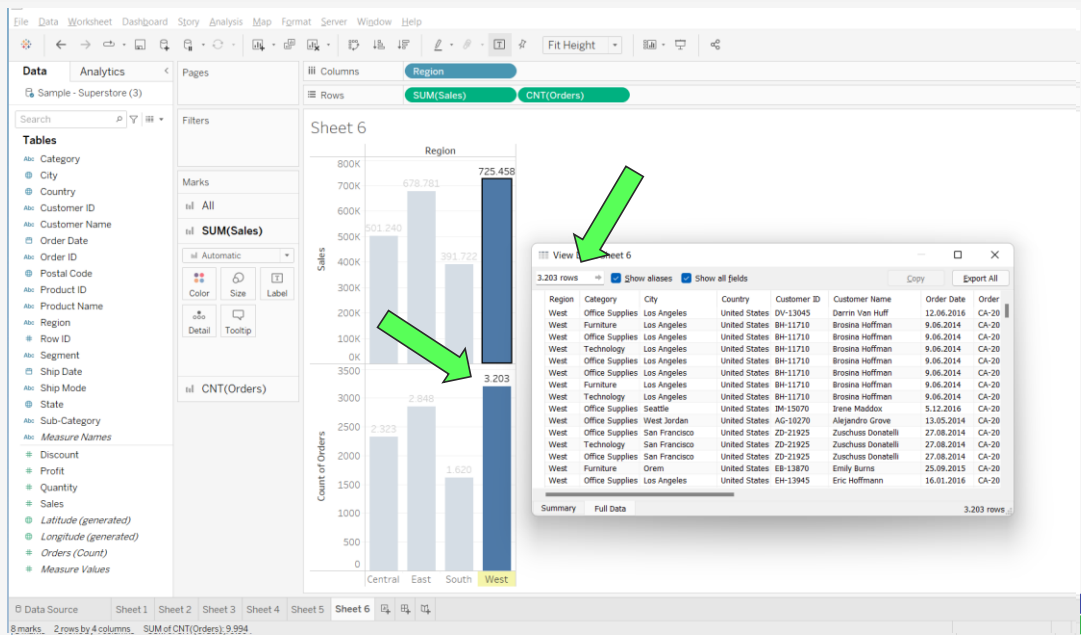 File Data Worksheet Dashboard Story Analysis Map Format Server Window Help
Fit Height
Data Analytics
Sample - Superstore (3)
Search
Tables
Abc Category
City
Country
Abc Customer ID
Abc Customer Name
Order Date
Abc Order ID
Postal Code
Abc Product ID
Abc Product Name
Abc Region
# Row ID
Abc Segment
Ship Date
Abc Ship Mode
State
Abc Sub-Category
Abc Measure Names
# Discount
# Profit
# Quantity
# Sales
Latitude (generated)
Longitude (generated)
# Orders (Count)
# Measure Values
Pages
Filters
Marks
All
SUM(Sales)
Automatic
Color Size Label
Detail Tooltip
CNT(Orders)
Columns Region
Rows SUM(Sales) CNT(Orders)
Sheet 6
Region
800K
700K
600K
500K
400K
300K
200K
100K
0K
Sales
501.240 678.781 391.722 725.458
3500
3000
2500
2000
1500
1000
500
0
Count of Orders
2.323 2.848 1.620 3.203
Central East South West
View Sheet 6
3.203 rows Show aliases Show all fields Copy Export All
Region Category City Country Customer ID Customer Name Order Date Order
West Office Supplies Los Angeles United States DV-13045 Darrin Van Huff 12.06.2016 CA-20
West Furniture Los Angeles United States BH-11710 Brosina Hoffman 9.06.2014 CA-20
West Office Supplies Los Angeles United States BH-11710 Brosina Hoffman 9.06.2014 CA-20
West Technology Los Angeles United States BH-11710 Brosina Hoffman 9.06.2014 CA-20
West Office Supplies Los Angeles United States BH-11710 Brosina Hoffman 9.06.2014 CA-20
West Office Supplies Los Angeles United States BH-11710 Brosina Hoffman 9.06.2014 CA-20
West Furniture Los Angeles United States BH-11710 Brosina Hoffman 9.06.2014 CA-20
West Technology Los Angeles United States BH-11710 Brosina Hoffman 9.06.2014 CA-20
West Office Supplies Seattle United States IM-15070 Irene Maddox 5.12.2016 CA-20
West Office Supplies West Jordan United States AG-10270 Alejandro Grove 13.05.2014 CA-20
West Office Supplies San Francisco United States ZD-21925 Zuschuss Donatelli 27.08.2014 CA-20
West Technology San Francisco United States ZD-21925 Zuschuss Donatelli 27.08.2014 CA-20
West Office Supplies San Francisco United States ZD-21925 Zuschuss Donatelli 27.08.2014 CA-20
West Furniture Orem United States EB-13870 Emily Burns 25.09.2015 CA-20
West Office Supplies Los Angeles United States EH-13945 Eric Hoffmann 16.01.2016 CA-20
Summary Full Data 3.203 rows
Data Source Sheet 1 Sheet 2 Sheet 3 Sheet 4 Sheet 5 Sheet 6
8 marks 2 rows by 4 columns SUM of CNT(Orders): 9.994